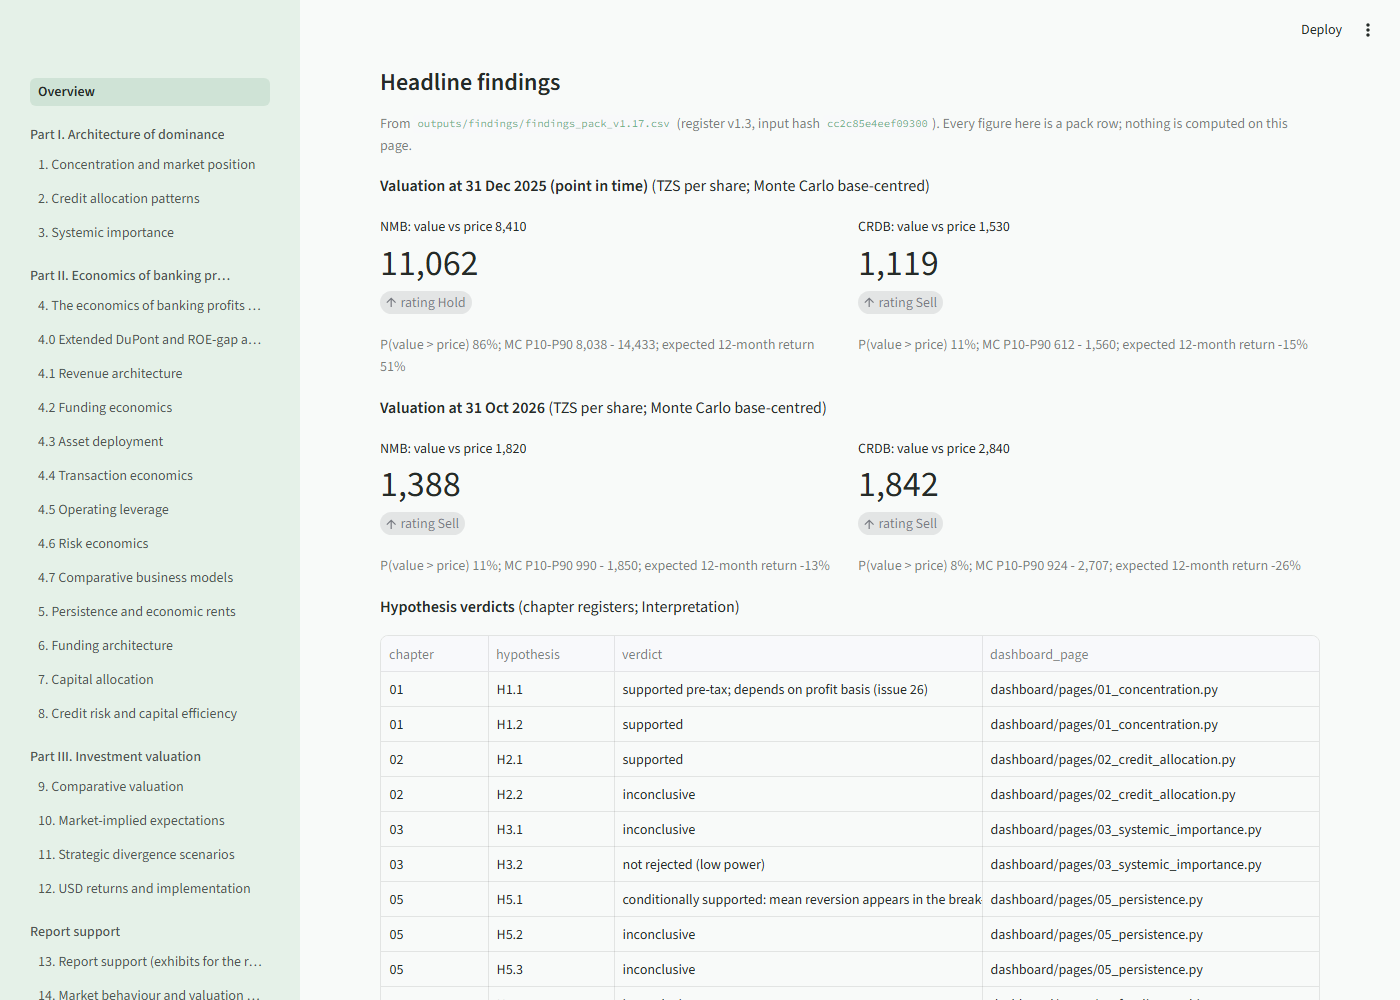 Deploy
Overview
Part I. Architecture of dominance
1. Concentration and market position
2. Credit allocation patterns
3. Systemic importance
Part II. Economics of banking pr…
4. The economics of banking profits …
4.0 Extended DuPont and ROE-gap a…
4.1 Revenue architecture
4.2 Funding economics
4.3 Asset deployment
4.4 Transaction economics
4.5 Operating leverage
4.6 Risk economics
4.7 Comparative business models
5. Persistence and economic rents
6. Funding architecture
7. Capital allocation
8. Credit risk and capital efficiency
Part III. Investment valuation
9. Comparative valuation
10. Market-implied expectations
11. Strategic divergence scenarios
12. USD returns and implementation
Report support
13. Report support (exhibits for the r…
14. Market behaviour and valuation …
Headline findings
From outputs/findings/findings_pack_v1.17.csv (register v1.3, input hash cc2c85e4eef09300 ). Every figure here is a pack row; nothing is computed on this
page.
Valuation at 31 Dec 2025 (point in time) (TZS per share; Monte Carlo base-centred)
NMB: value vs price 8,410
11,062
↑ rating Hold
P(value > price) 86%; MC P10-P90 8,038 - 14,433; expected 12-month return
51%
CRDB: value vs price 1,530
1,119
↑ rating Sell
P(value > price) 11%; MC P10-P90 612 - 1,560; expected 12-month return -15%
Valuation at 31 Oct 2026 (TZS per share; Monte Carlo base-centred)
NMB: value vs price 1,820
1,388
↑ rating Sell
P(value > price) 11%; MC P10-P90 990 - 1,850; expected 12-month return -13%
CRDB: value vs price 2,840
1,842
↑ rating Sell
P(value > price) 8%; MC P10-P90 924 - 2,707; expected 12-month return -26%
Hypothesis verdicts (chapter registers; Interpretation)
chapter hypothesis verdict dashboard_page
01 H1.1 supported pre-tax; depends on profit basis (issue 26) dashboard/pages/01_concentration.py
01 H1.2 supported dashboard/pages/01_concentration.py
02 H2.1 supported dashboard/pages/02_credit_allocation.py
02 H2.2 inconclusive dashboard/pages/02_credit_allocation.py
03 H3.1 inconclusive dashboard/pages/03_systemic_importance.py
03 H3.2 not rejected (low power) dashboard/pages/03_systemic_importance.py
05 H5.1 conditionally supported: mean reversion appears in the break- dashboard/pages/05_persistence.py
05 H5.2 inconclusive dashboard/pages/05_persistence.py
05 H5.3 inconclusive dashboard/pages/05_persistence.py